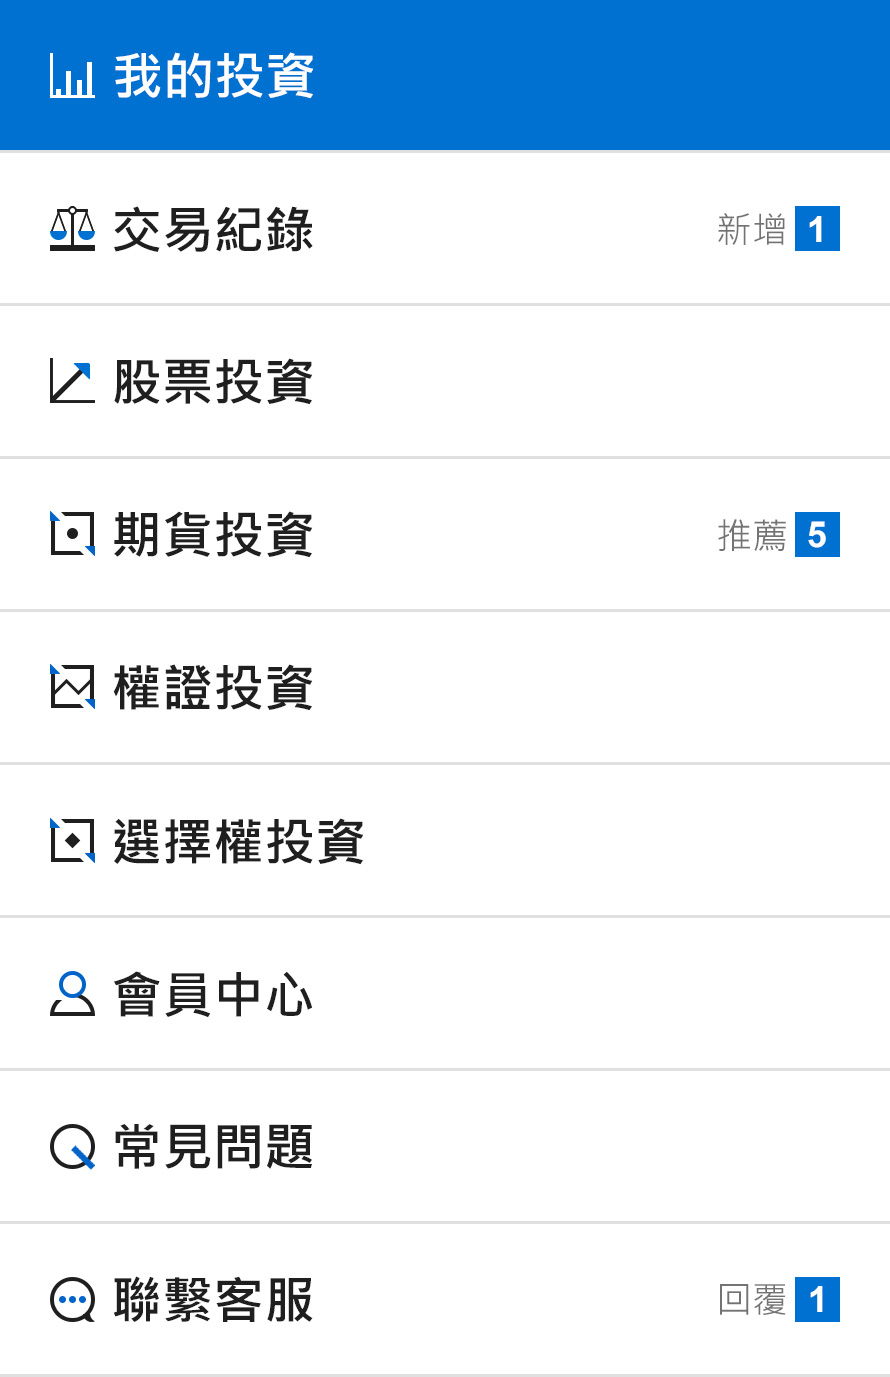 我的投資
交易紀錄 新增 1
股票投資
期貨投資 推薦 5
權證投資
選擇權投資
會員中心
常見問題
聯繫客服 回覆 1